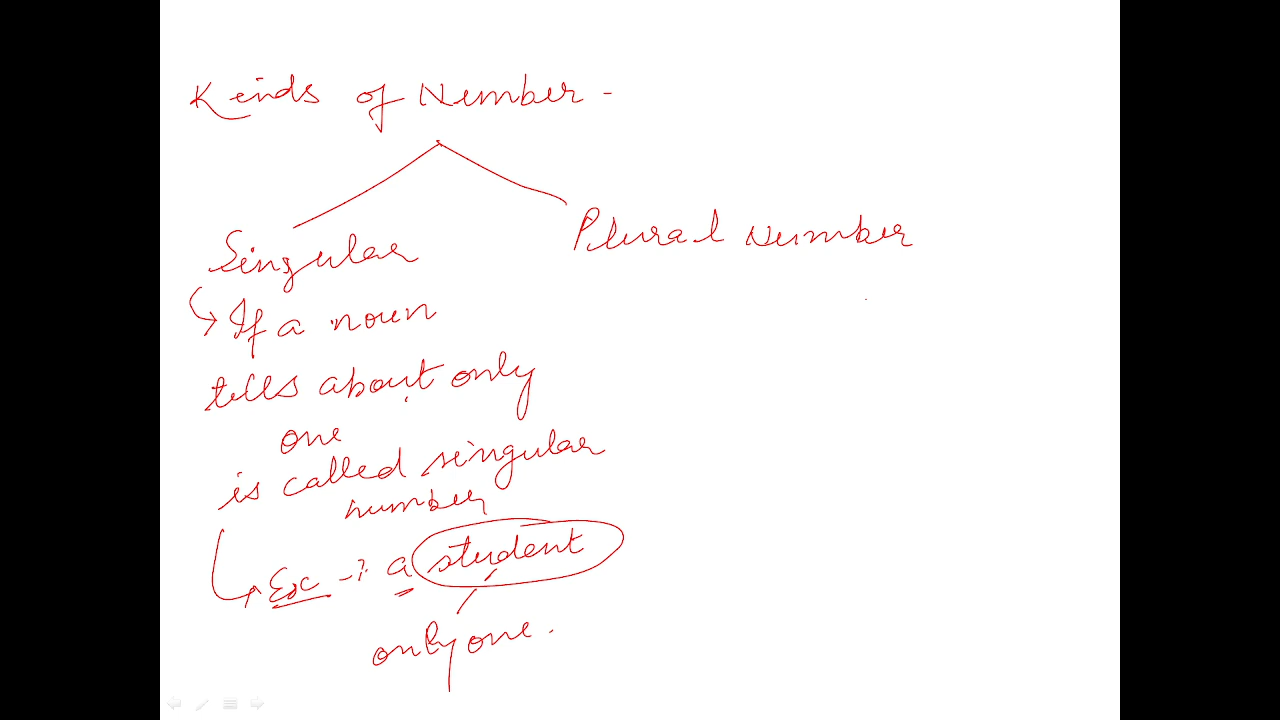 Kinds of Number -
Singular
Plural Number
If a noun
tells about only
one
is called singular
number
Ex -: a student
only one.